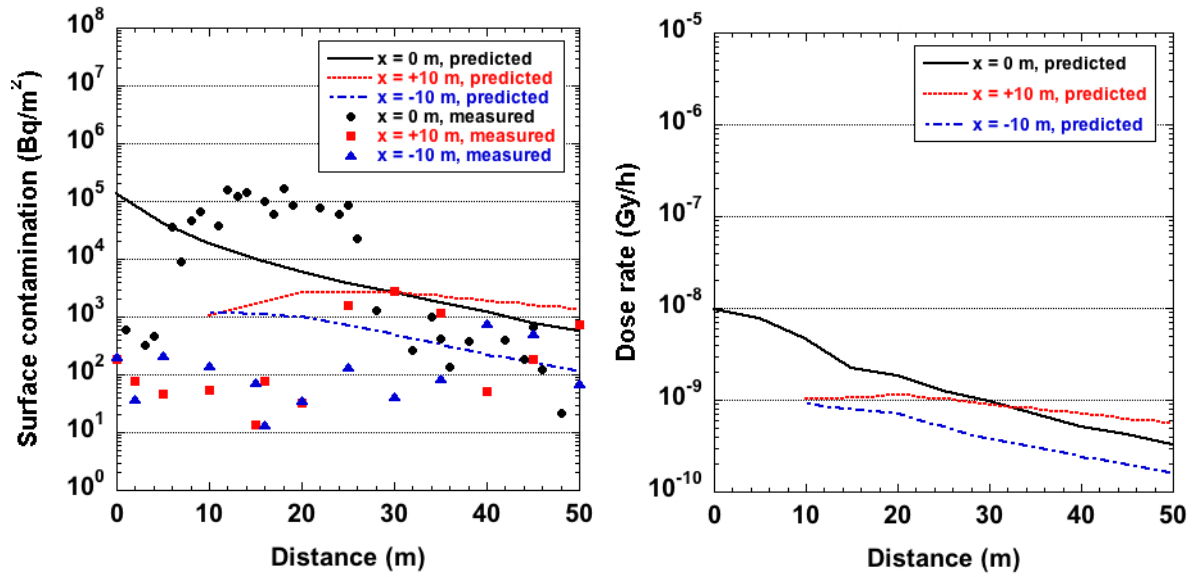 10^8
10^7
10^6
10^5
10^4
10^3
10^2
10^1
10^0
Surface contamination (Bq/m^2)
x = 0 m, predicted
x = +10 m, predicted
x = -10 m, predicted
x = 0 m, measured
x = +10 m, measured
x = -10 m, measured
0 10 20 30 40 50
Distance (m)
10^-5
10^-6
10^-7
10^-8
10^-9
10^-10
Dose rate (Gy/h)
x = 0 m, predicted
x = +10 m, predicted
x = -10 m, predicted
0 10 20 30 40 50
Distance (m)